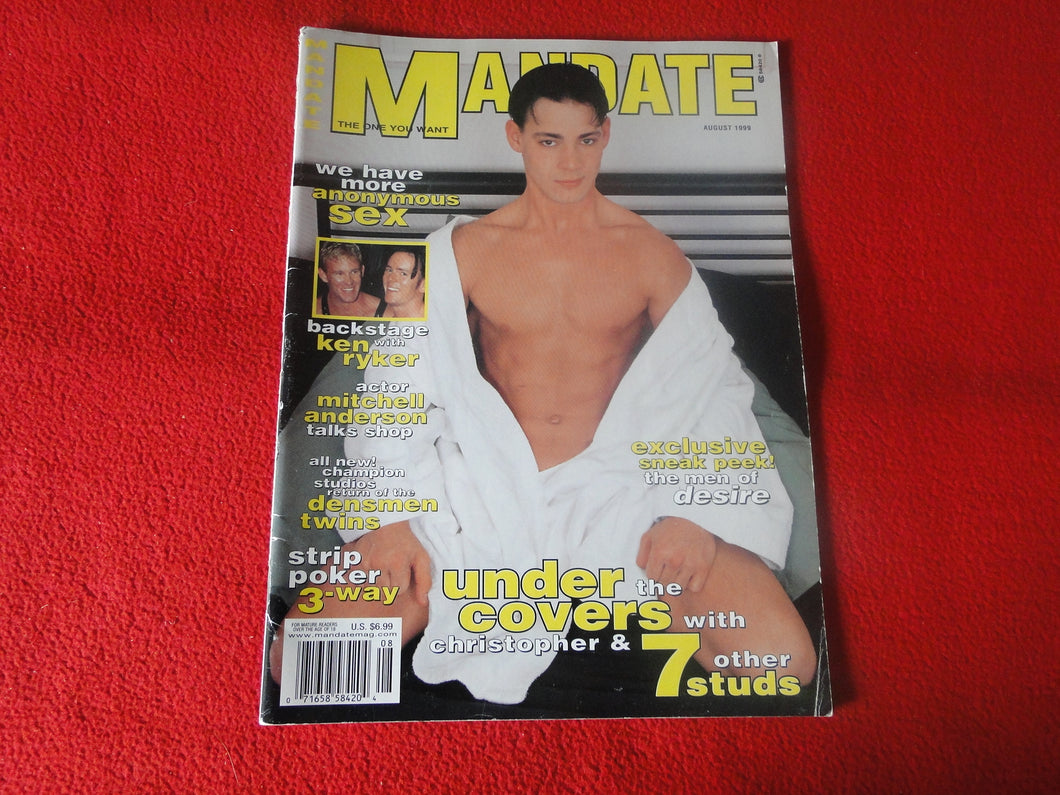 MANDATE
MANDATE
THE ONE YOU WANT
AUGUST 1999
we have
more
anonymous
sex
backstage
ken with
ryker
actor
mitchell
anderson
talks shop
all new!
champion
studios
return of the
densmen
twins
strip
poker
3-way
exclusive
sneak peek!
the men of
desire
under the
covers with
christopher & 7 other
studs
FOR MATURE READERS
OVER THE AGE OF 18
U.S. $6.99
www.mandatemag.com
08
0 71658 58420 4